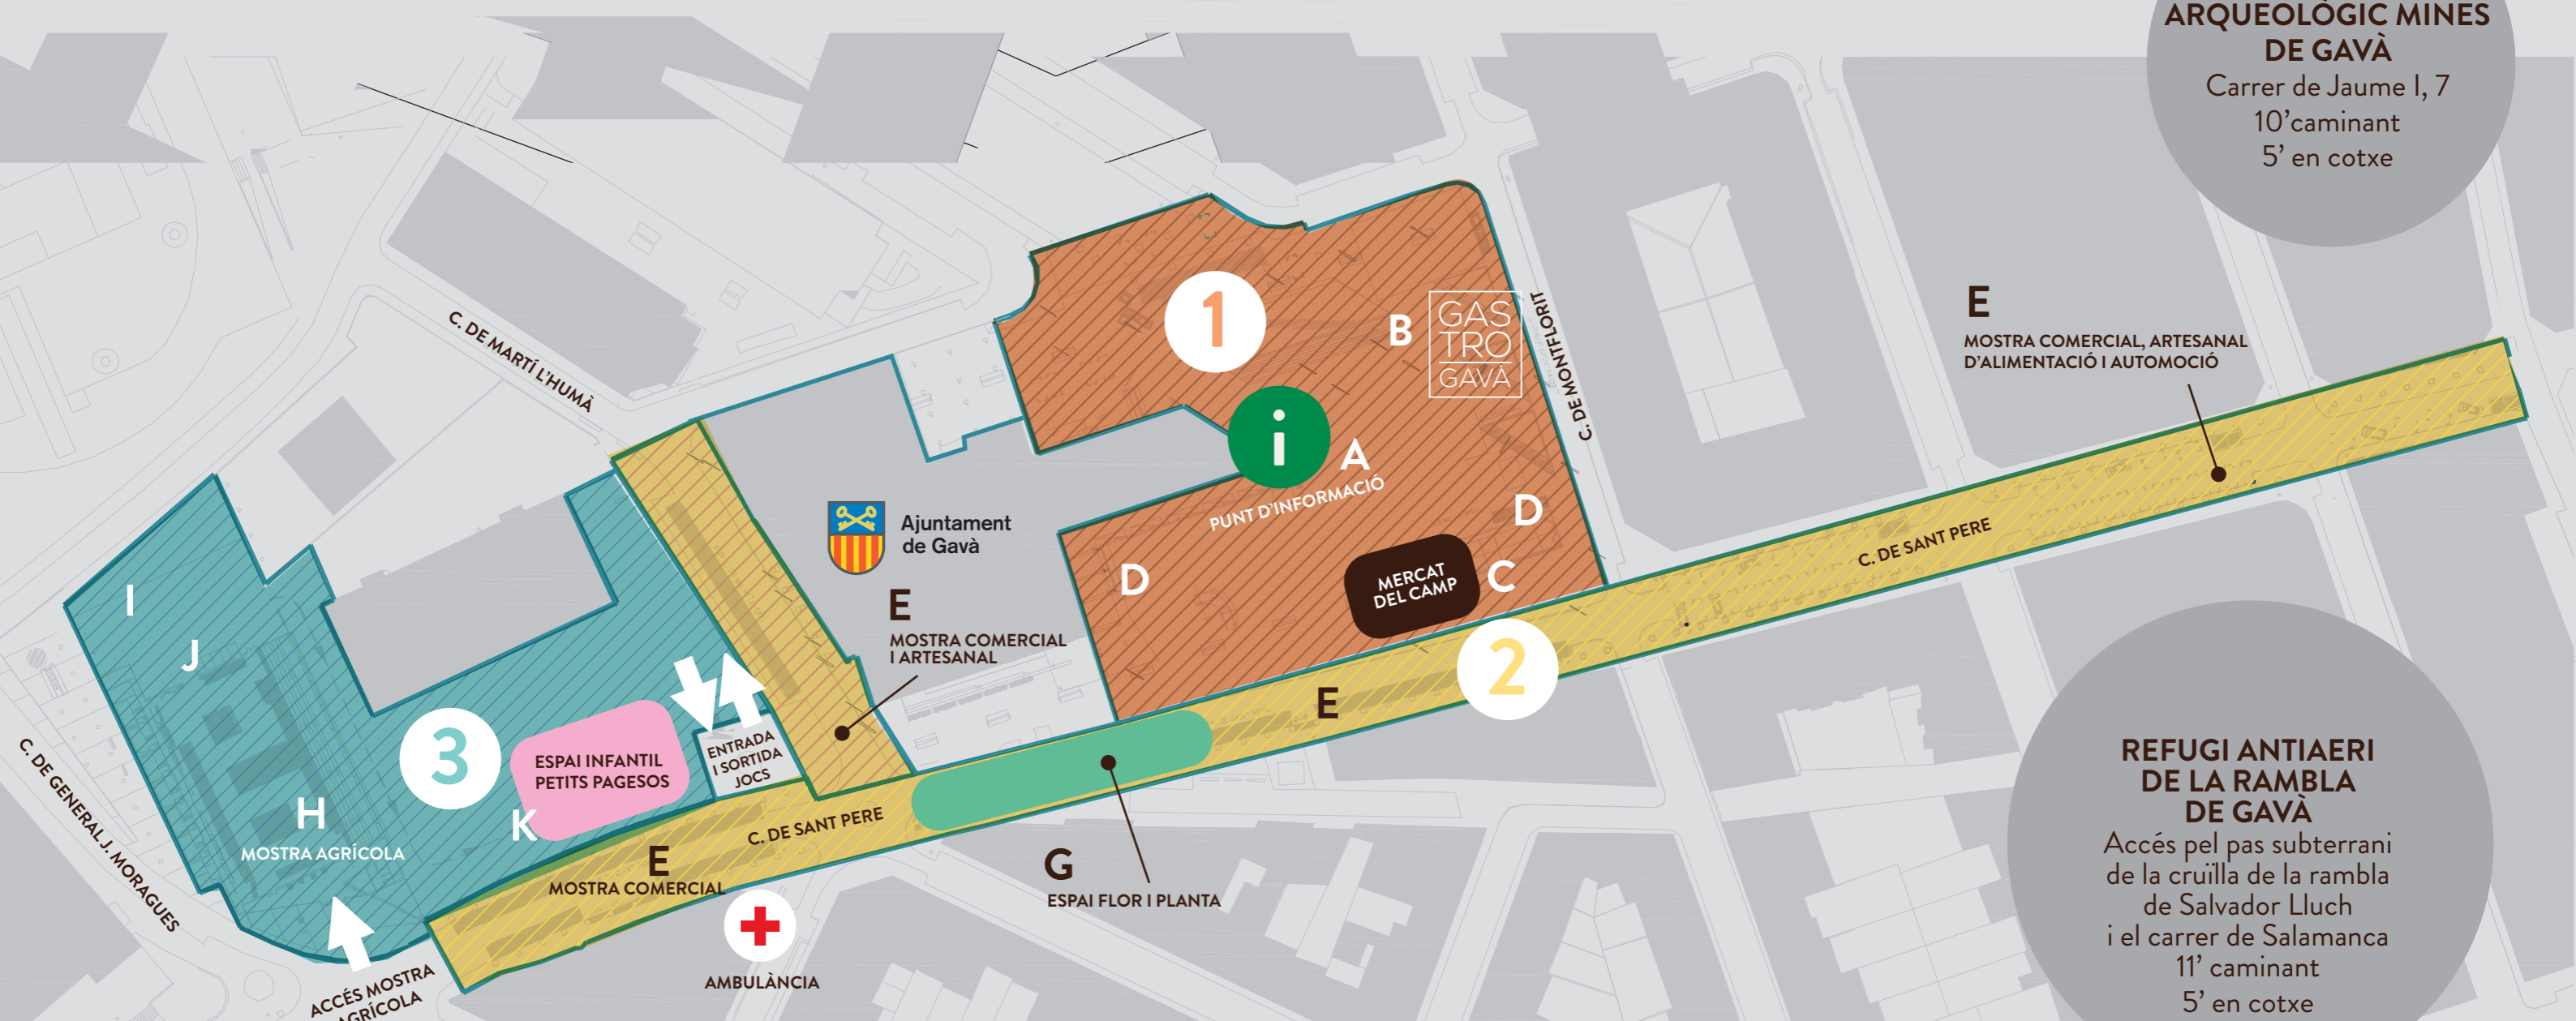 ARQUEOLÒGIC MINES
DE GAVÀ
Carrer de Jaume I, 7
10'caminant
5' en cotxe
C. DE MARTÍ L'HUMÀ
1
B
GAS
TRO
GAVÀ
C. DE MONTFLORIT
E
MOSTRA COMERCIAL, ARTESANAL
D'ALIMENTACIÓ I AUTOMOCIÓ
i
A
PUNT D'INFORMACIÓ
D
Ajuntament
de Gavà
D
MERCAT
DEL CAMP
C
C. DE SANT PERE
I
J
E
MOSTRA COMERCIAL
I ARTESANAL
2
E
3
ESPAI INFANTIL
PETITS PAGESOS
K
ENTRADA
I SORTIDA
JOCS
C. DE GENERAL J. MORAGUES
H
MOSTRA AGRÍCOLA
C. DE SANT PERE
E
MOSTRA COMERCIAL
G
ESPAI FLOR I PLANTA
AMBULÀNCIA
ACCÉS MOSTRA
AGRÍCOLA
REFUGI ANTIAERI
DE LA RAMBLA
DE GAVÀ
Accés pel pas subterrani
de la cruïlla de la rambla
de Salvador Lluch
i el carrer de Salamanca
11' caminant
5' en cotxe